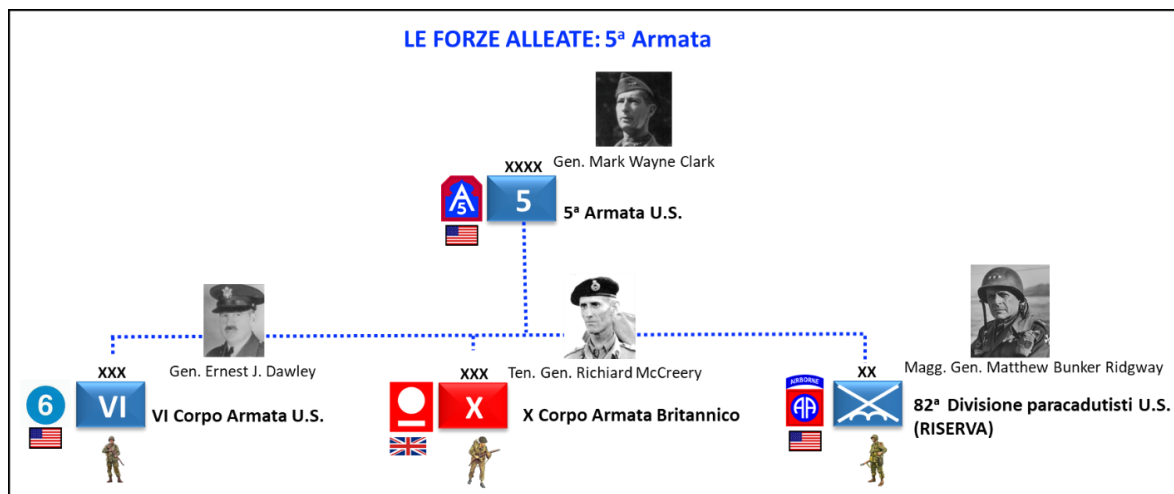 LE FORZE ALLEATE: 5ª Armata
Gen. Mark Wayne Clark
XXXX
A
5
5
5ª Armata U.S.
Gen. Ernest J. Dawley
XXX
6
VI
VI Corpo Armata U.S.
Ten. Gen. Richiard McCreery
XXX
X
X Corpo Armata Britannico
Magg. Gen. Matthew Bunker Ridgway
XX
AIRBORNE
AA
82ª Divisione paracadutisti U.S.
(RISERVA)